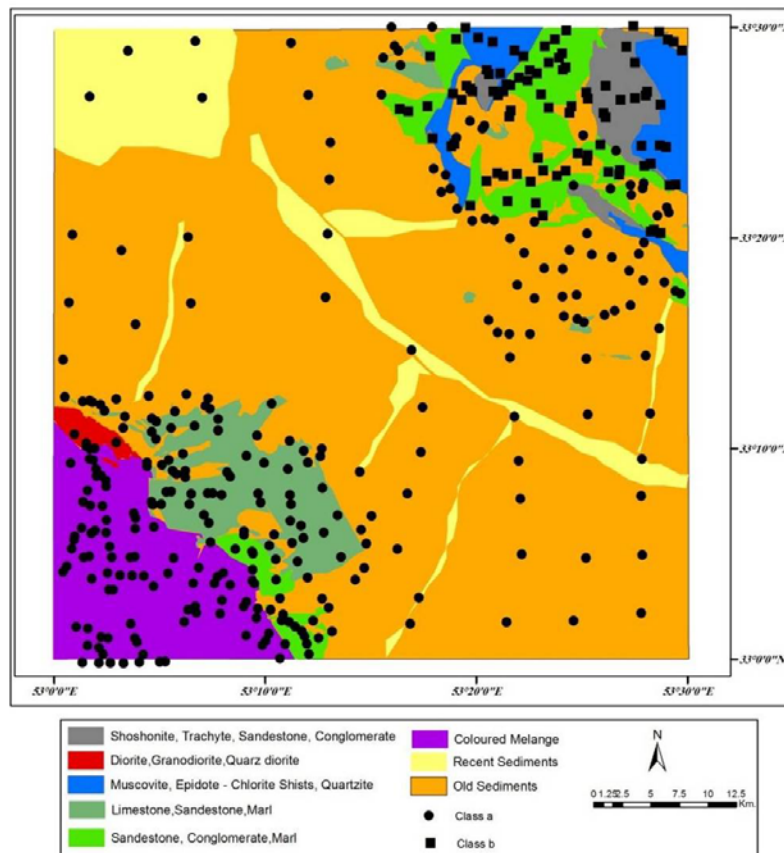 33°30'0"N
33°20'0"N
33°10'0"N
33°0'0"N
53°0'0"E
53°10'0"E
53°20'0"E
53°30'0"E
Shoshonite, Trachyte, Sandestone, Conglomerate
Diorite,Granodiorite,Quarz diorite
Muscovite, Epidote - Chlorite Shists, Quartzite
Limestone,Sandestone,Marl
Sandestone, Conglomerate,Marl
Coloured Melange
Recent Sediments
Old Sediments
Class a
Class b
N
0 1.25 2.5 5 7.5 10 12.5
Km.